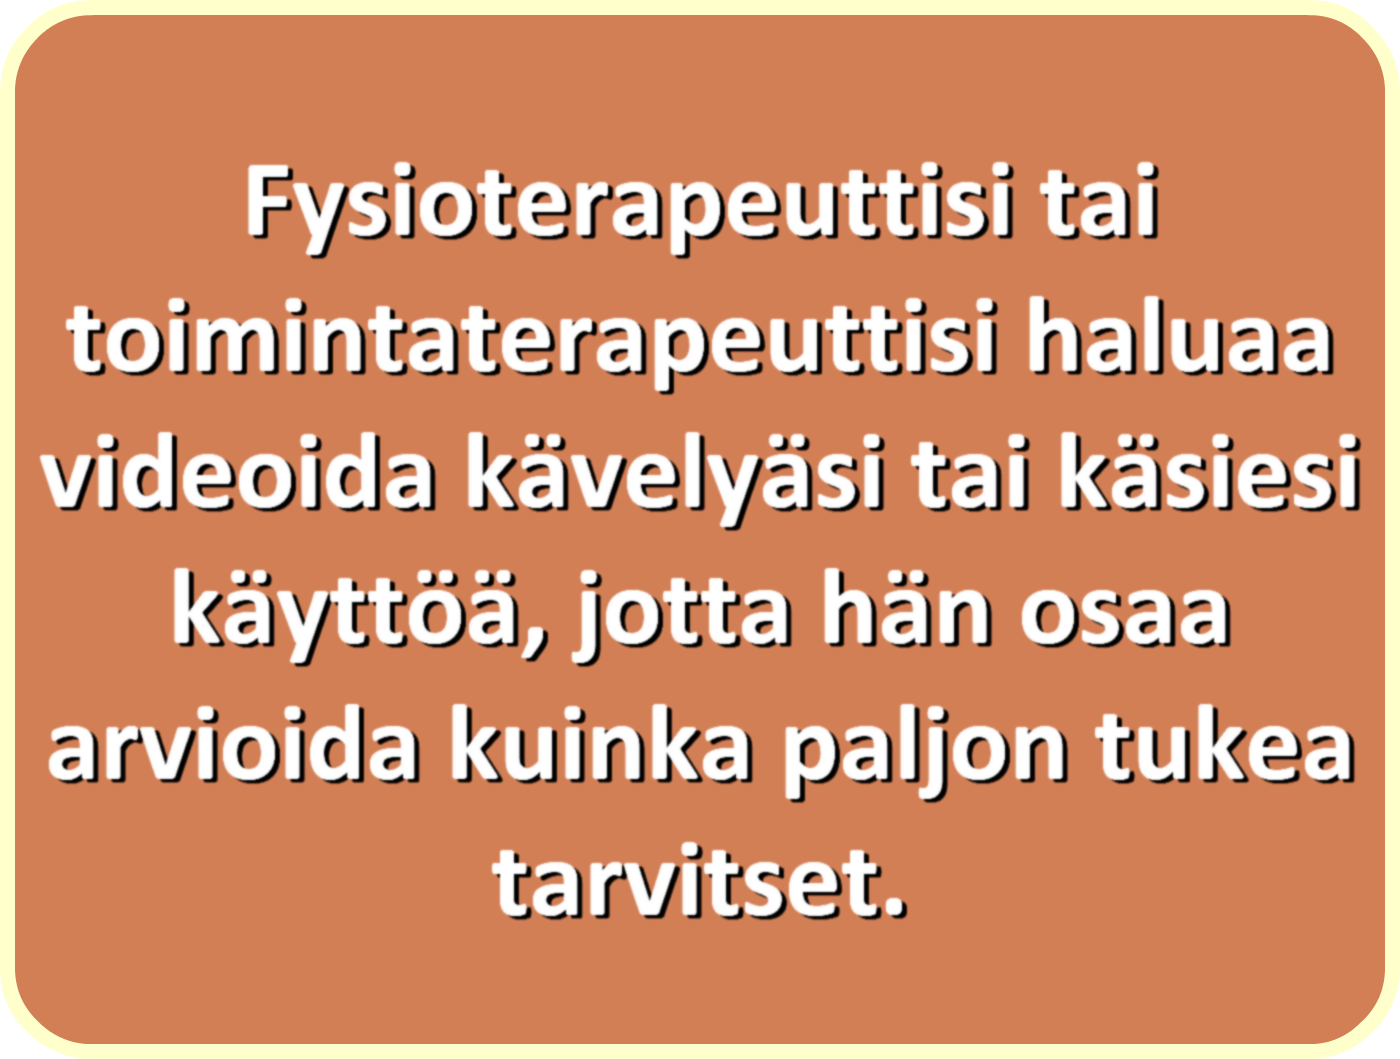 Fysioterapeuttisi tai
toimintaterapeuttisi haluaa
videoida kävelyäsi tai käsiesi
käyttöä, jotta hän osaa
arvioida kuinka paljon tukea
tarvitset.